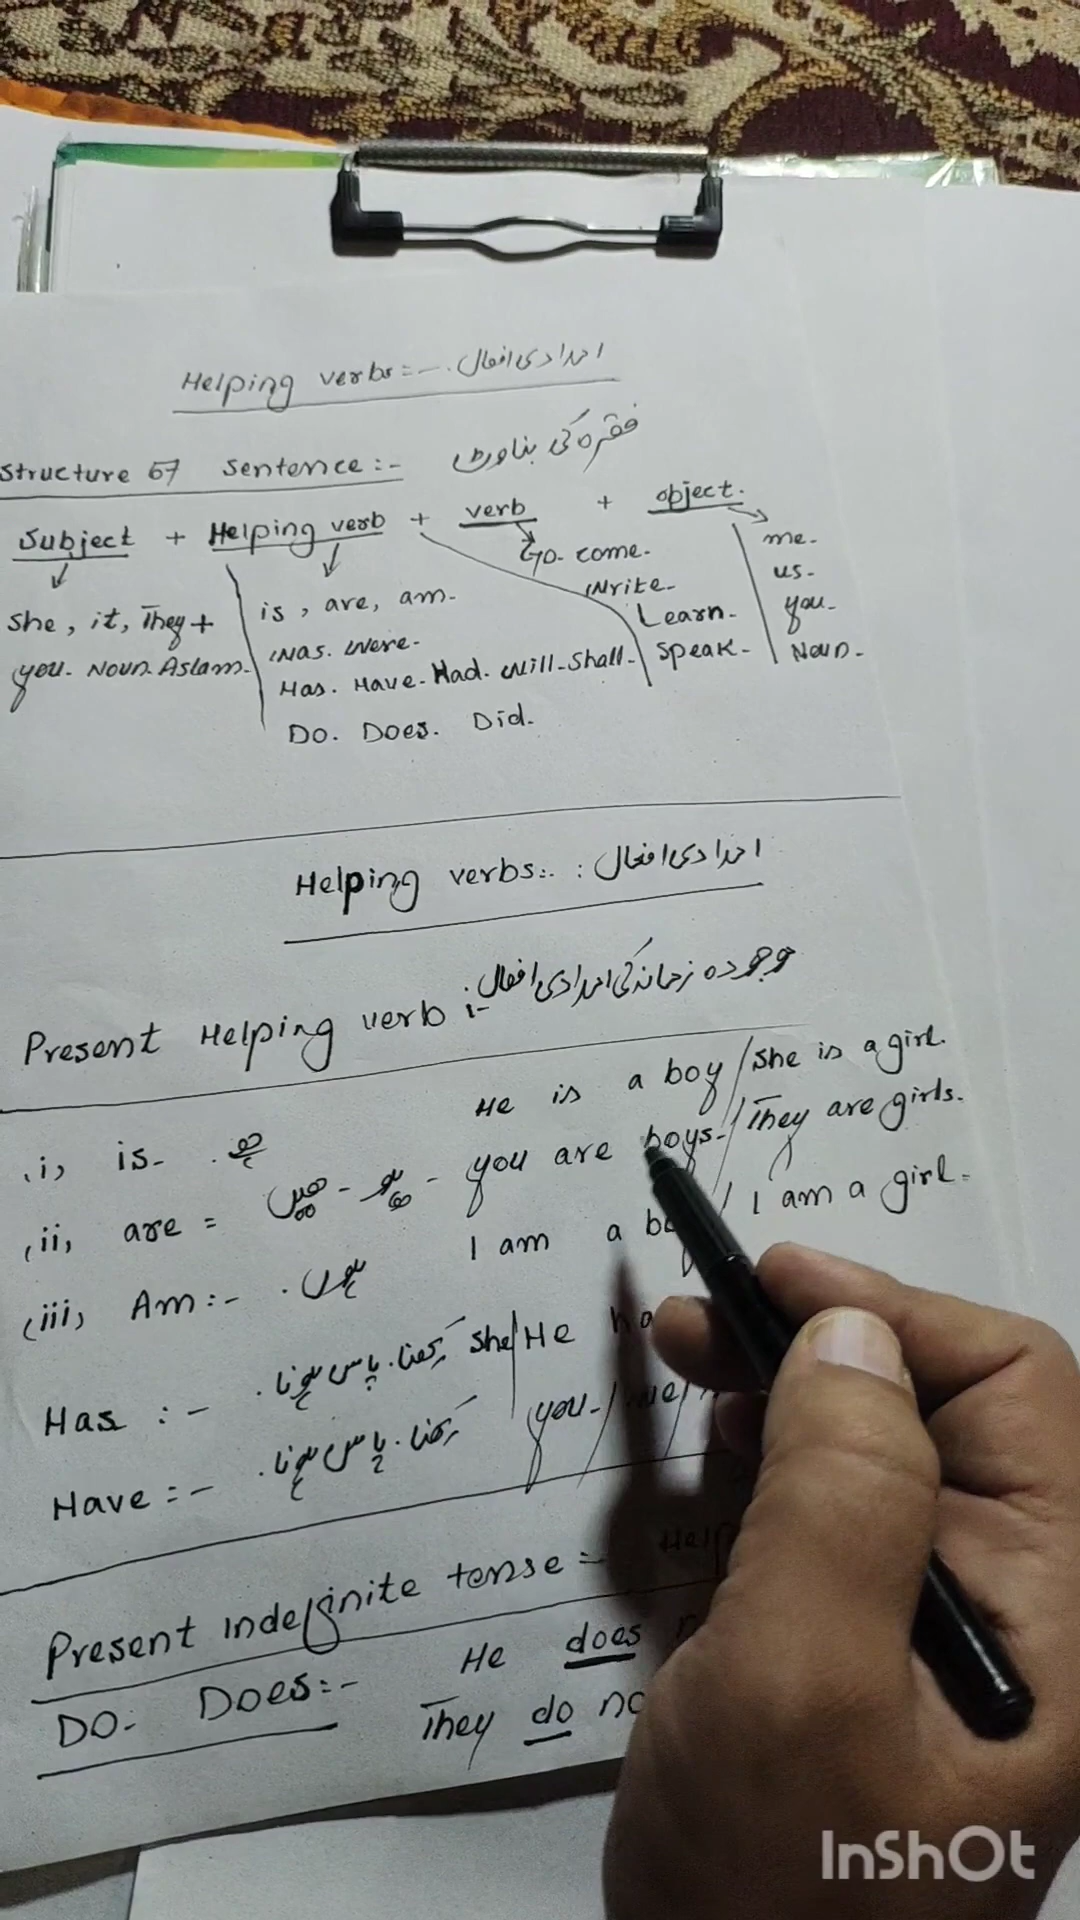 Helping verbs:- امدادی افعال.
Structure of Sentence:- فقرہ کی بناوٹ
Subject + Helping verb + verb + object.
She, it, They + is, are, am. Go. come. me.
you. Noun. Aslam. Was. Were. Write. us.
Has. Have. Had. Will. Shall. Learn. you.
Do. Does. Did. Speak. Noun.
Helping verbs:. : امدادی افعال
Present Helping verb :- موجودہ زمانہ کی امدادی افعال
(i) is- ہے. He is a boy / She is a girl.
(ii) are = ہیں - ہو - you are boys. / They are girls.
(iii) Am:- ہوں. I am a / I am a girl.
Has :- رکھنا. پاس ہونا. She/He
Have :- رکھنا. پاس ہونا. you. / we /
Present indefinite tense =
DO. DOES:- He does
They do
InShOt